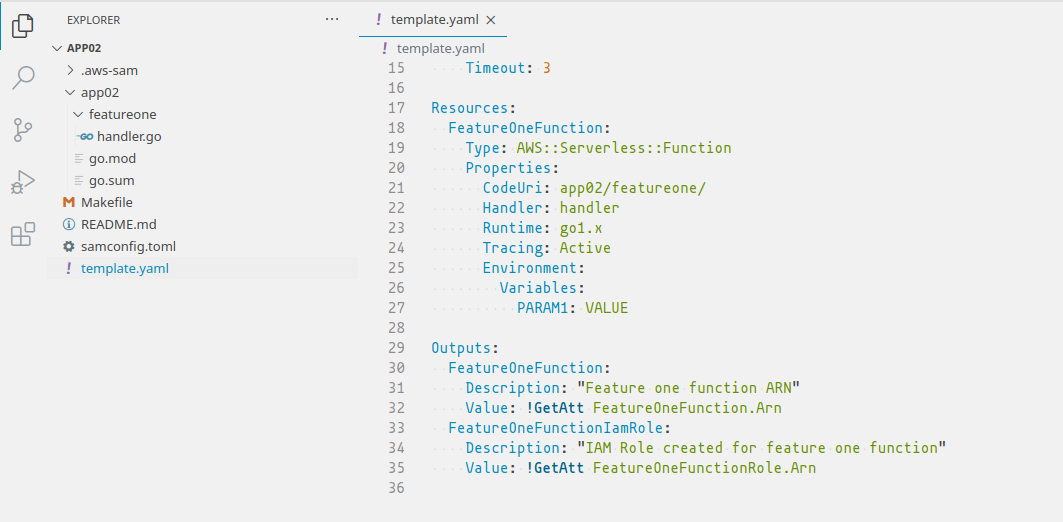 EXPLORER
···
APP02
.aws-sam
app02
featureone
GO handler.go
go.mod
go.sum
M Makefile
README.md
samconfig.toml
! template.yaml
! template.yaml ×
! template.yaml
15 Timeout: 3
16
17 Resources:
18 FeatureOneFunction:
19 Type: AWS::Serverless::Function
20 Properties:
21 CodeUri: app02/featureone/
22 Handler: handler
23 Runtime: go1.x
24 Tracing: Active
25 Environment:
26 Variables:
27 PARAM1: VALUE
28
29 Outputs:
30 FeatureOneFunction:
31 Description: "Feature one function ARN"
32 Value: !GetAtt FeatureOneFunction.Arn
33 FeatureOneFunctionIamRole:
34 Description: "IAM Role created for feature one function"
35 Value: !GetAtt FeatureOneFunctionRole.Arn
36